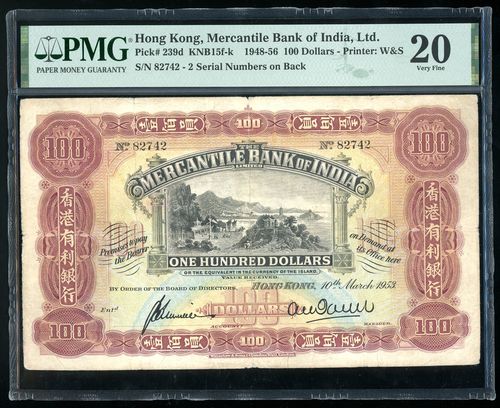 PMG
PAPER MONEY GUARANTY
Hong Kong, Mercantile Bank of India, Ltd.
Pick# 239d KNB15f-k 1948-56 100 Dollars - Printer: W&S
S/N 82742 - 2 Serial Numbers on Back
20
Very Fine
100
100
100
No 82742
No 82742
THE
MERCANTILE BANK OF INDIA
LIMITED
香港有利銀行
香港有利銀行
Promises to pay
the Bearer
on Demand at
its Office here
ONE HUNDRED DOLLARS
OR THE EQUIVALENT IN THE CURRENCY OF THE ISLAND,
VALUE RECEIVED.
BY ORDER OF THE BOARD OF DIRECTORS.
HONG KONG, 10th March 1953.
Entd
DOLLARS
ACCOUNTANT
MANAGER.
100
100
100